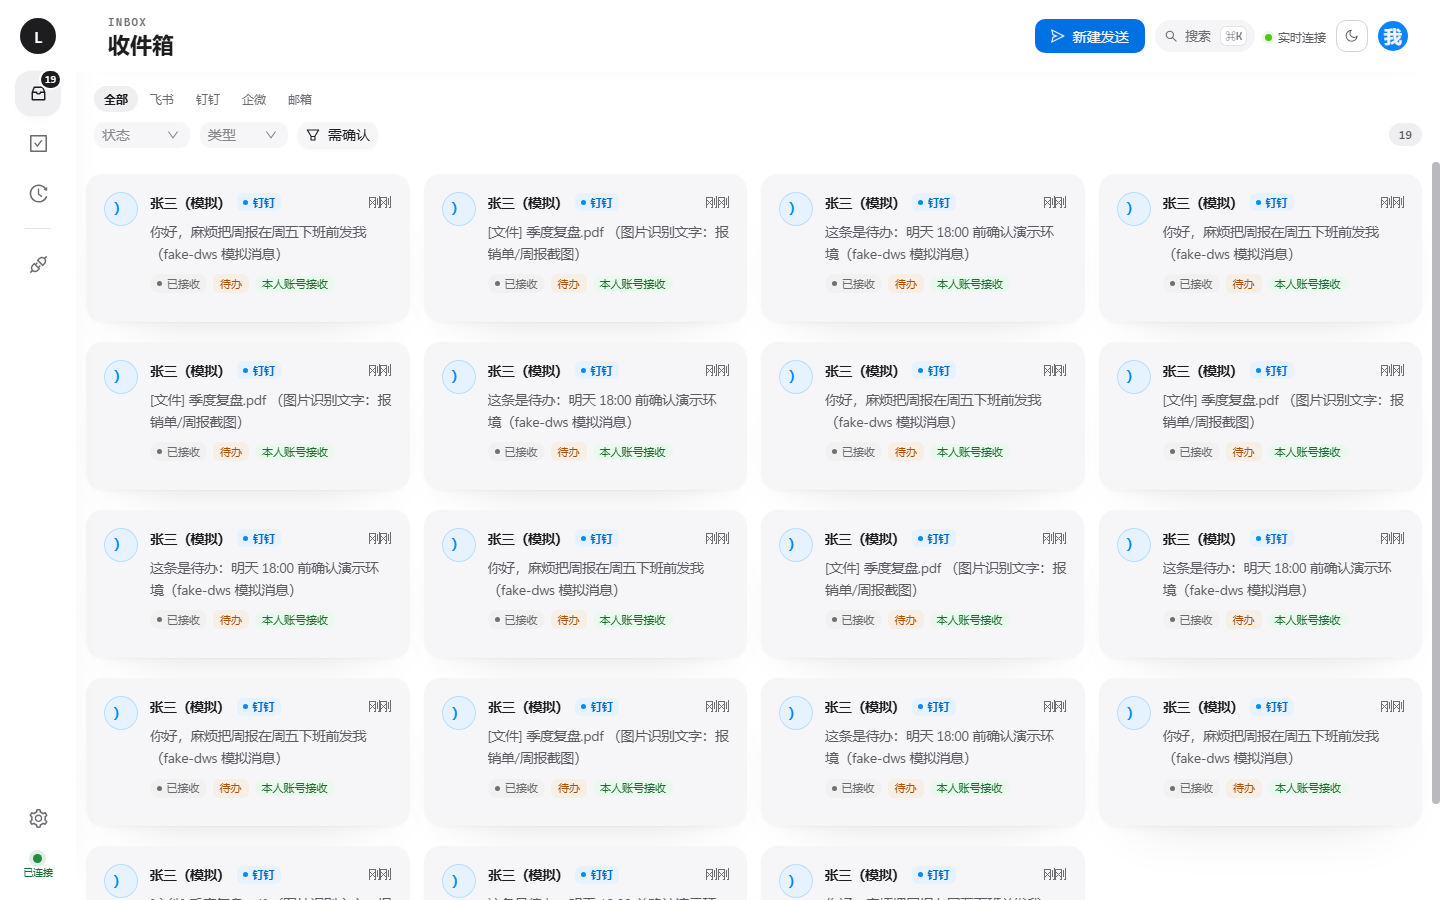 L
INBOX
收件箱
新建发送
搜索
⌘K
实时连接
我
19
全部
飞书
钉钉
企微
邮箱
状态
类型
需确认
19
)
张三（模拟）
钉钉
刚刚
你好，麻烦把周报在周五下班前发我
（fake-dws 模拟消息）
已接收
待办
本人账号接收
)
张三（模拟）
钉钉
刚刚
[文件] 季度复盘.pdf （图片识别文字：报
销单/周报截图）
已接收
待办
本人账号接收
)
张三（模拟）
钉钉
刚刚
这条是待办：明天 18:00 前确认演示环
境（fake-dws 模拟消息）
已接收
待办
本人账号接收
)
张三（模拟）
钉钉
刚刚
你好，麻烦把周报在周五下班前发我
（fake-dws 模拟消息）
已接收
待办
本人账号接收
)
张三（模拟）
钉钉
刚刚
[文件] 季度复盘.pdf （图片识别文字：报
销单/周报截图）
已接收
待办
本人账号接收
)
张三（模拟）
钉钉
刚刚
这条是待办：明天 18:00 前确认演示环
境（fake-dws 模拟消息）
已接收
待办
本人账号接收
)
张三（模拟）
钉钉
刚刚
你好，麻烦把周报在周五下班前发我
（fake-dws 模拟消息）
已接收
待办
本人账号接收
)
张三（模拟）
钉钉
刚刚
[文件] 季度复盘.pdf （图片识别文字：报
销单/周报截图）
已接收
待办
本人账号接收
)
张三（模拟）
钉钉
刚刚
这条是待办：明天 18:00 前确认演示环
境（fake-dws 模拟消息）
已接收
待办
本人账号接收
)
张三（模拟）
钉钉
刚刚
你好，麻烦把周报在周五下班前发我
（fake-dws 模拟消息）
已接收
待办
本人账号接收
)
张三（模拟）
钉钉
刚刚
[文件] 季度复盘.pdf （图片识别文字：报
销单/周报截图）
已接收
待办
本人账号接收
)
张三（模拟）
钉钉
刚刚
这条是待办：明天 18:00 前确认演示环
境（fake-dws 模拟消息）
已接收
待办
本人账号接收
)
张三（模拟）
钉钉
刚刚
你好，麻烦把周报在周五下班前发我
（fake-dws 模拟消息）
已接收
待办
本人账号接收
)
张三（模拟）
钉钉
刚刚
[文件] 季度复盘.pdf （图片识别文字：报
销单/周报截图）
已接收
待办
本人账号接收
)
张三（模拟）
钉钉
刚刚
这条是待办：明天 18:00 前确认演示环
境（fake-dws 模拟消息）
已接收
待办
本人账号接收
)
张三（模拟）
钉钉
刚刚
你好，麻烦把周报在周五下班前发我
（fake-dws 模拟消息）
已接收
待办
本人账号接收
)
张三（模拟）
钉钉
刚刚
)
张三（模拟）
钉钉
刚刚
)
张三（模拟）
钉钉
刚刚
已连接